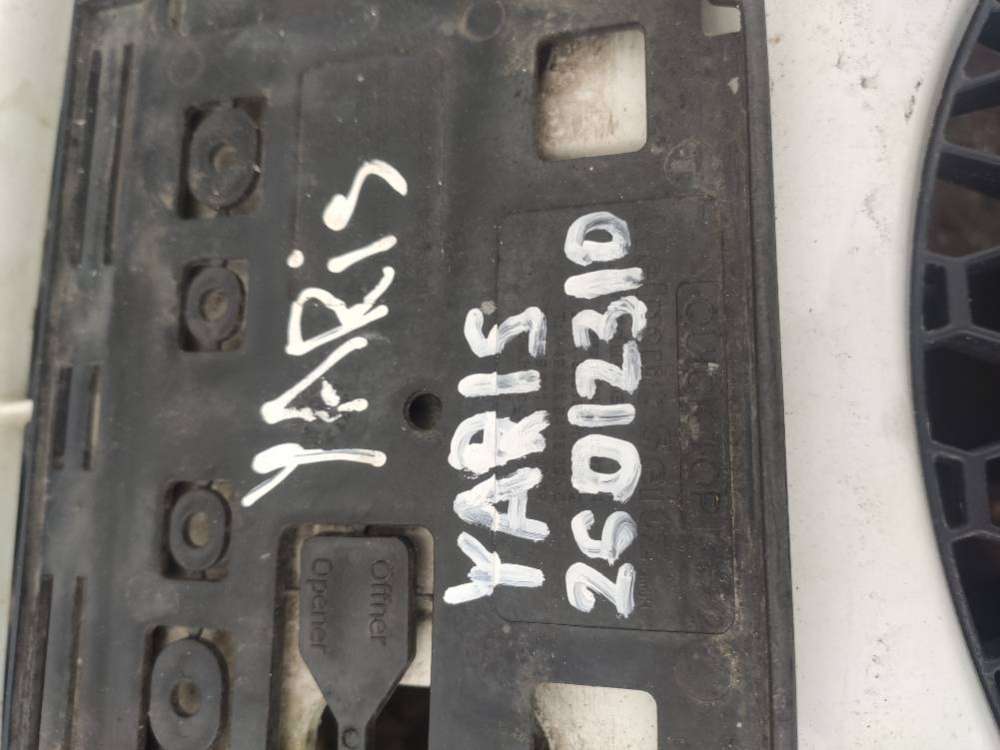 YARiS
YARIS
25012310
Öffner
Opener